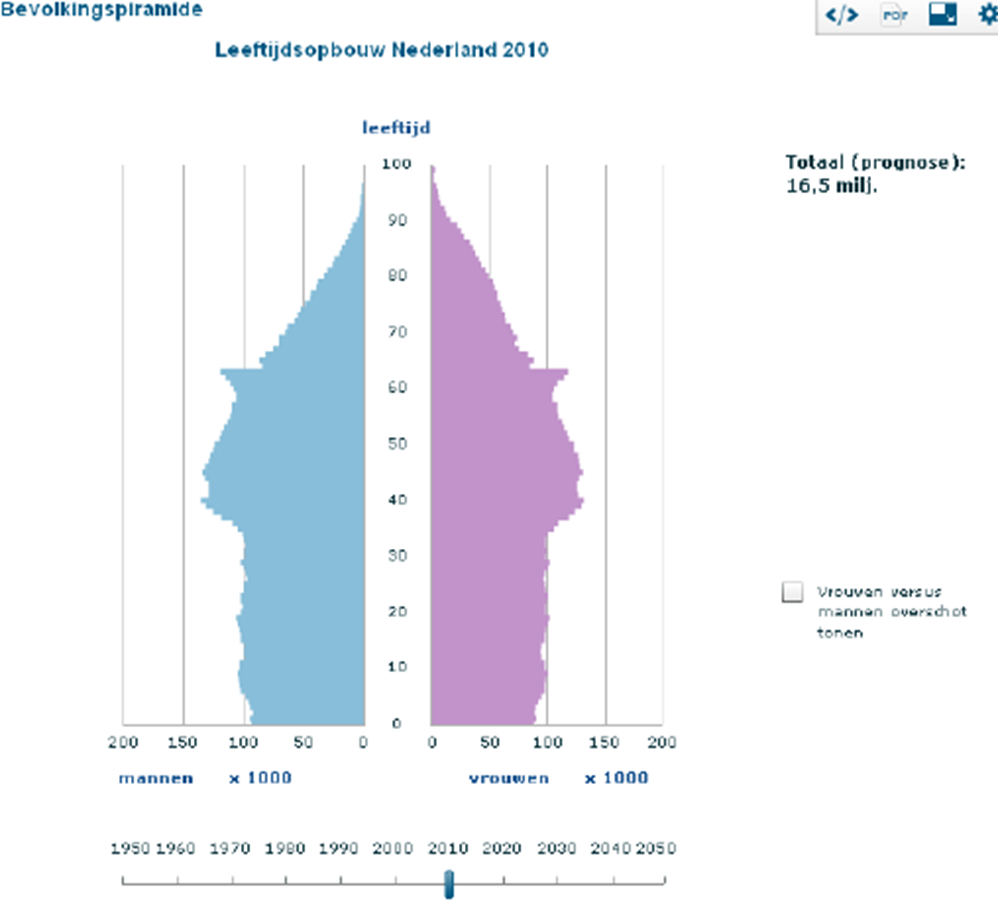 Bevolkingspiramide
</> PDF
Leeftijdsopbouw Nederland 2010
leeftijd
Totaal (prognose):
16,5 milj.
100
90
80
70
60
50
40
30
20
10
0
Vrouwen versus
mannen overschot
tonen
200 150 100 50 0 0 50 100 150 200
mannen x 1000 vrouwen x 1000
1950 1960 1970 1980 1990 2000 2010 2020 2030 2040 2050